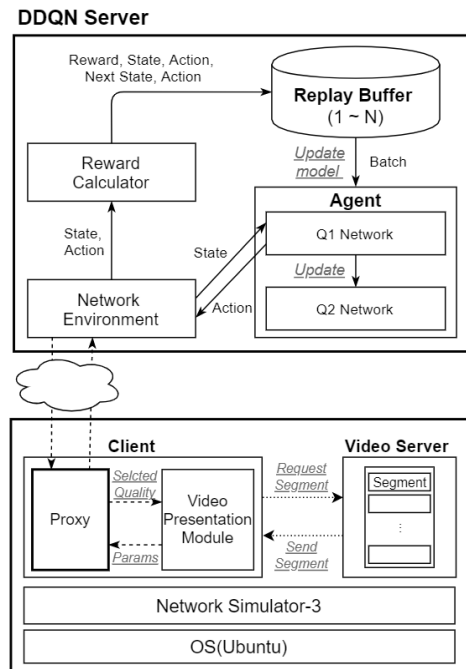 DDQN Server
Reward, State, Action,
Next State, Action
Replay Buffer
(1 ~ N)
Update
model
Batch
Reward
Calculator
Agent
Q1 Network
State,
Action
State
Update
Action
Network
Environment
Q2 Network
Client
Video Server
Selcted
Quality
Request
Segment
Segment
Proxy
Video
Presentation
Module
⋮
Params
Send
Segment
Network Simulator-3
OS(Ubuntu)